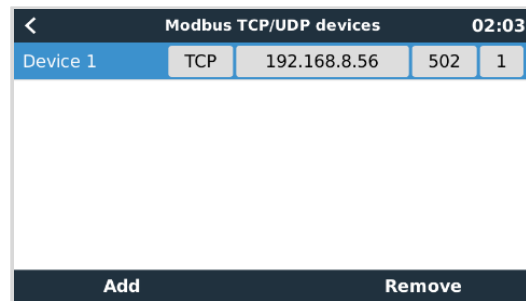 Modbus TCP/UDP devices 02:03
Device 1 TCP 192.168.8.56 502 1
Add Remove